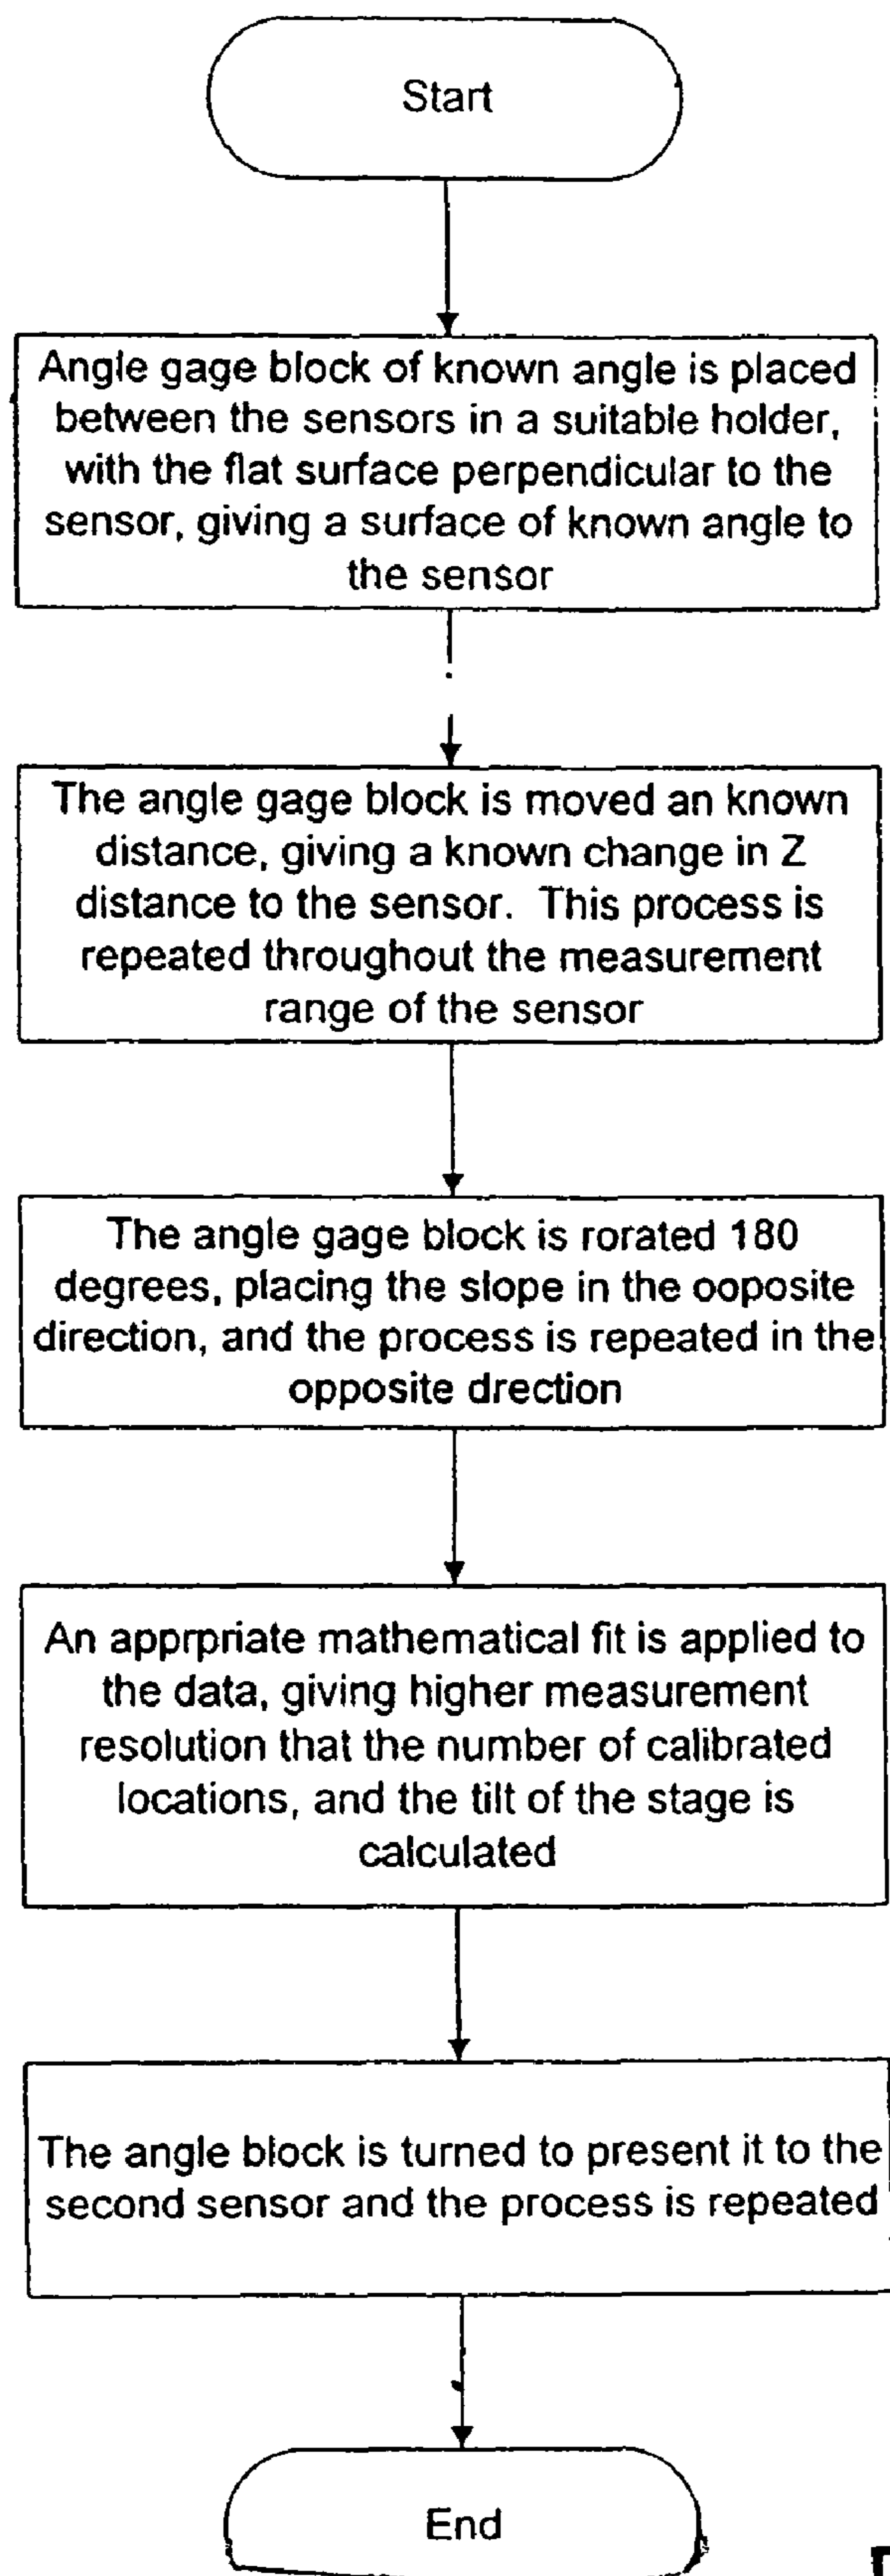 Start
Angle gage block of known angle is placed
between the sensors in a suitable holder,
with the flat surface perpendicular to the
sensor, giving a surface of known angle to
the sensor
The angle gage block is moved an known
distance, giving a known change in Z
distance to the sensor. This process is
repeated throughout the measurement
range of the sensor
The angle gage block is rorated 180
degrees, placing the slope in the ooposite
direction, and the process is repeated in the
opposite drection
An apprpriate mathematical fit is applied to
the data, giving higher measurement
resolution that the number of calibrated
locations, and the tilt of the stage is
calculated
The angle block is turned to present it to the
second sensor and the process is repeated
End